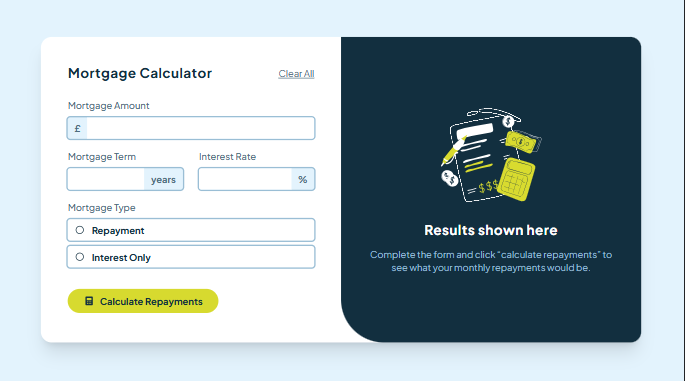 Mortgage Calculator
Clear All
Mortgage Amount
£
Mortgage Term
Interest Rate
years
%
Mortgage Type
Repayment
Interest Only
Calculate Repayments
$
$
$
$$$
Results shown here
Complete the form and click “calculate repayments” to
see what your monthly repayments would be.